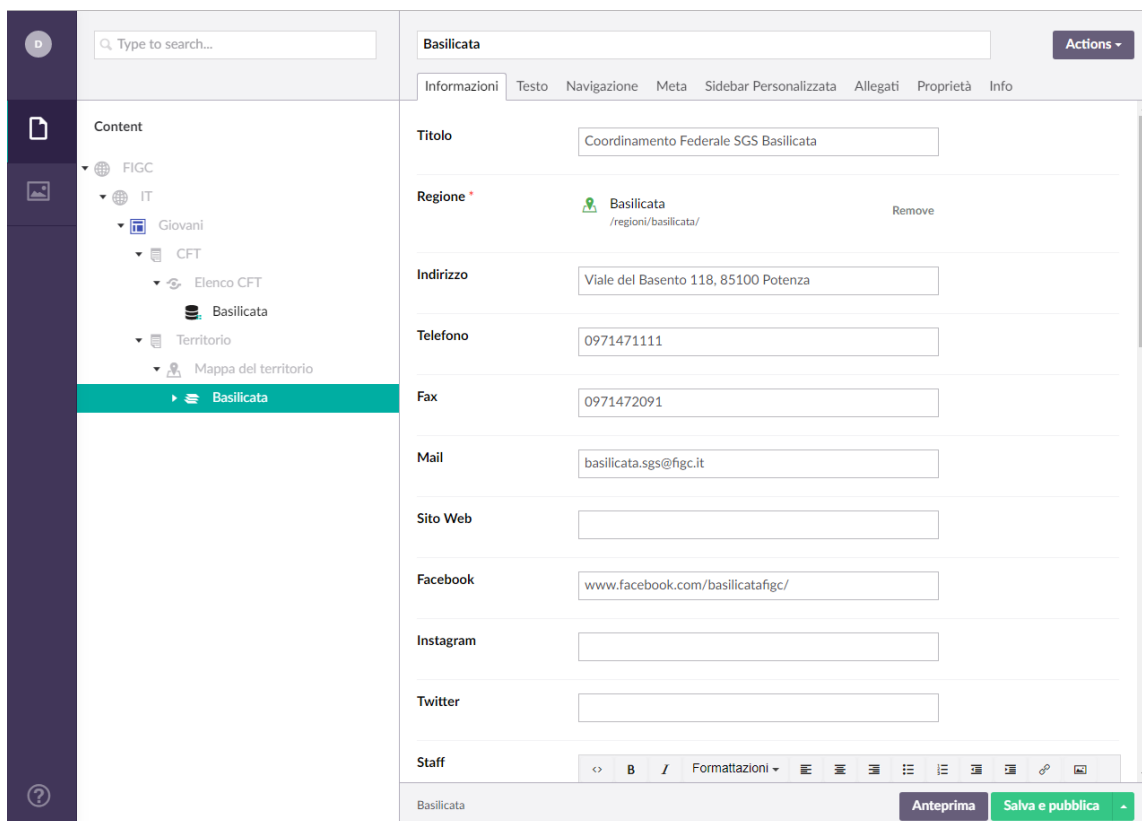 D
Type to search...
Content
FIGC
IT
Giovani
CFT
Elenco CFT
Basilicata
Territorio
Mappa del territorio
Basilicata
Basilicata
Actions
Informazioni Testo Navigazione Meta Sidebar Personalizzata Allegati Proprietà Info
Titolo Coordinamento Federale SGS Basilicata
Regione * Basilicata Remove
/regioni/basilicata/
Indirizzo Viale del Basento 118, 85100 Potenza
Telefono 0971471111
Fax 0971472091
Mail basilicata.sgs@figc.it
Sito Web
Facebook www.facebook.com/basilicatafigc/
Instagram
Twitter
Staff <> B I Formattazioni
Basilicata Anteprima Salva e pubblica